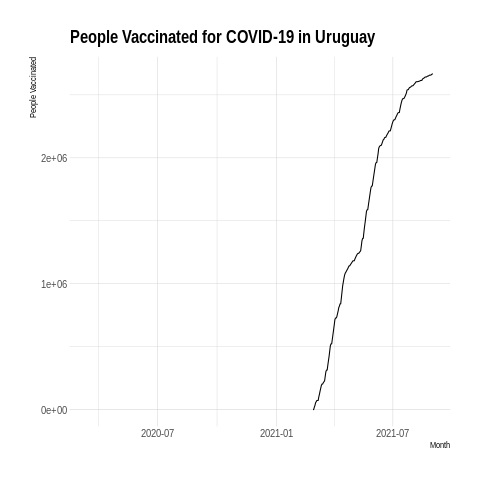 People Vaccinated for COVID-19 in Uruguay
People Vaccinated
2e+06
1e+06
0e+00
2020-07 2021-01 2021-07
Month